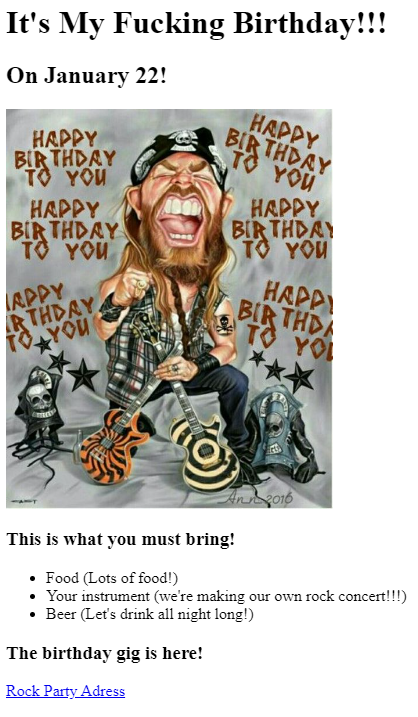 It's My Fucking Birthday!!!
On January 22!
HAPPY BIRTHDAY TO YOU
HAPPY BIRTHDAY TO YOU
HAPPY BIRTHDAY TO YOU
HAPPY BIRTHDAY TO YOU
HAPPY BIRTHDAY TO YOU
HAPPY BIRTHDAY TO YOU
Ann 2016
This is what you must bring!
Food (Lots of food!)
Your instrument (we're making our own rock concert!!!)
Beer (Let's drink all night long!)
The birthday gig is here!
Rock Party Adress